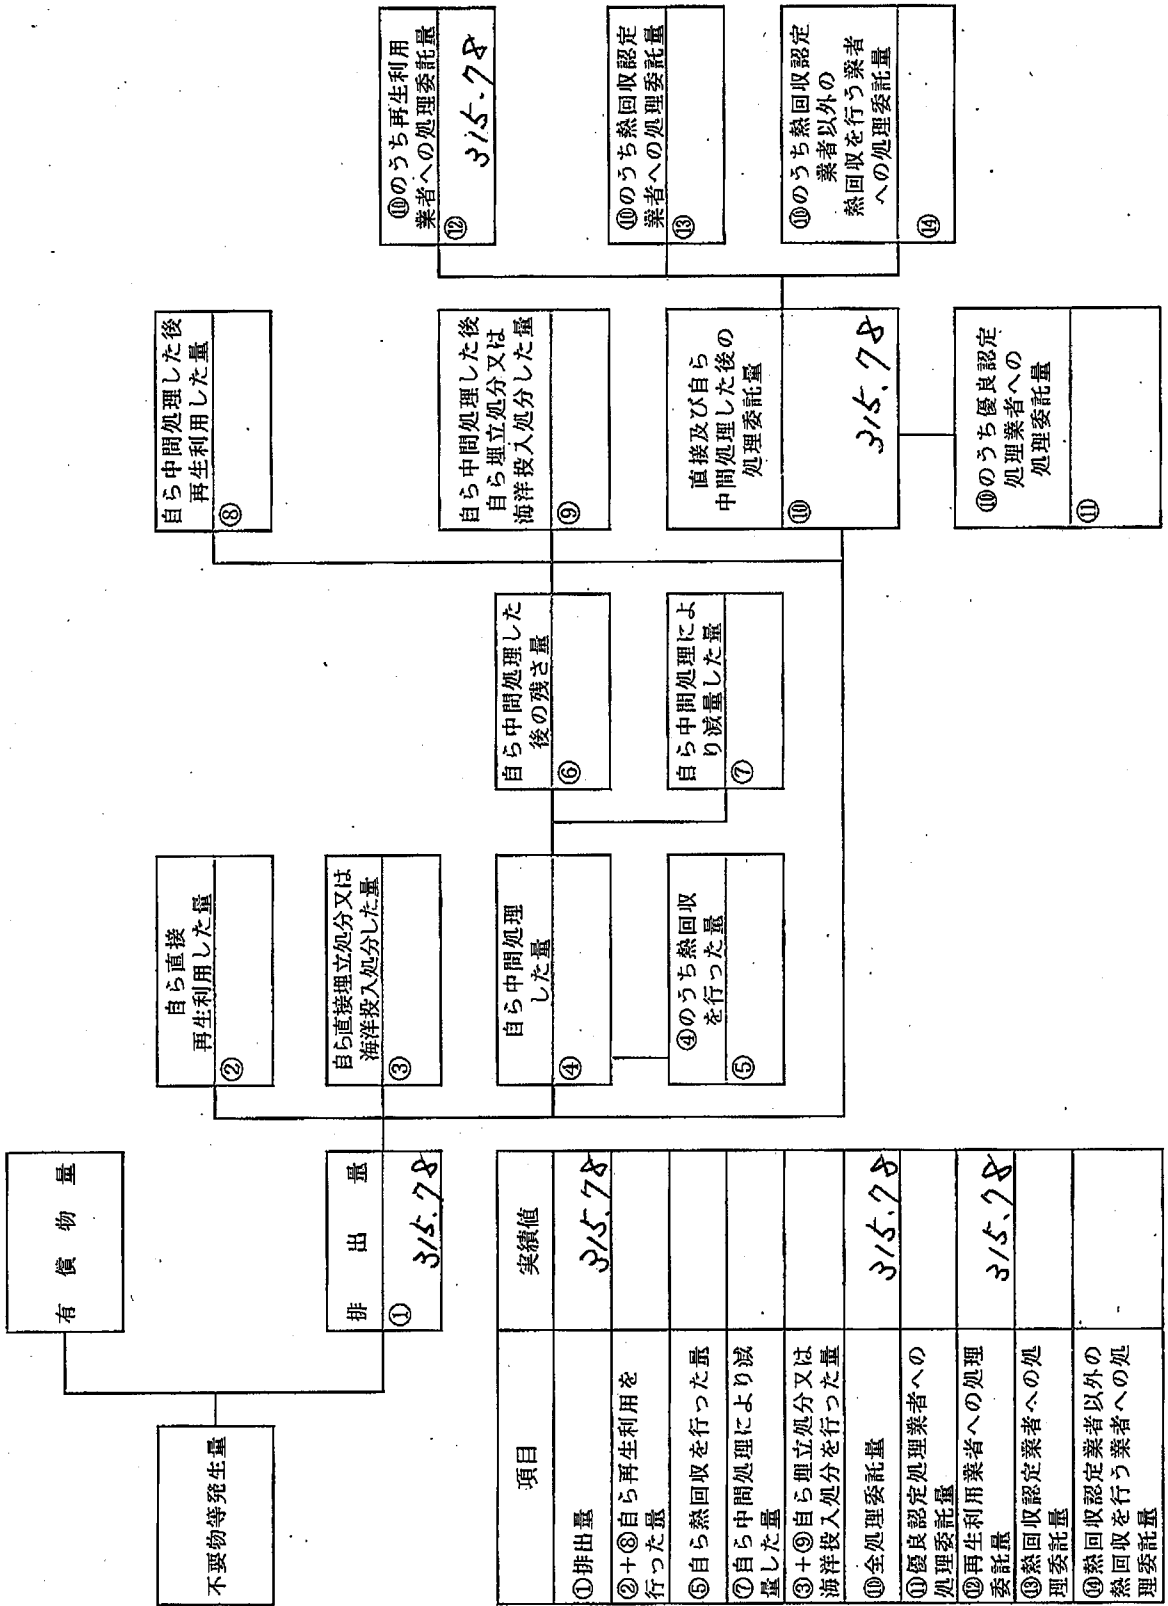 不要物等発生量
有償物量
排出量
①
315.78
自ら直接
再生利用した量
②
自ら直接埋立処分又は
海洋投入処分した量
③
自ら中間処理
した量
④
④のうち熱回収
を行った量
⑤
自ら中間処理した
後の残さ量
⑥
自ら中間処理によ
り減量した量
⑦
自ら中間処理した後
再生利用した量
⑧
自ら中間処理した後
自ら埋立処分又は
海洋投入処分した量
⑨
直接及び自ら
中間処理した後の
処理委託量
⑩
315.78
⑩のうち優良認定
処理業者への
処理委託量
⑪
⑩のうち再生利用
業者への処理委託量
⑫
315.78
⑩のうち熱回収認定
業者への処理委託量
⑬
⑩のうち熱回収認定
業者以外の
熱回収を行う業者
への処理委託量
⑭
項目 実績値
①排出量 315.78
②+⑧自ら再生利用を
行った量
⑤自ら熱回収を行った量
⑦自ら中間処理により減
量した量
③+⑨自ら埋立処分又は
海洋投入処分を行った量
⑩全処理委託量 315.78
⑪優良認定処理業者への
処理委託量
⑫再生利用業者への処理
委託量 315.78
⑬熱回収認定業者への処
理委託量
⑭熱回収認定業者以外の
熱回収を行う業者への処
理委託量